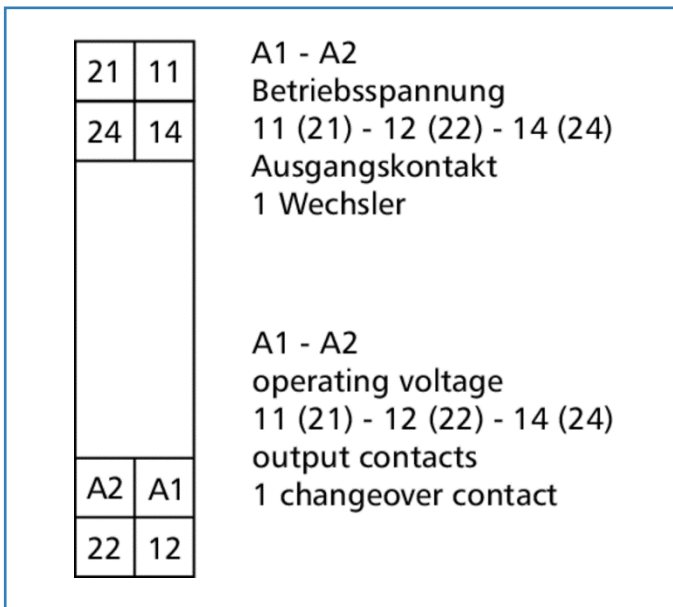 21 11
24 14
A1 - A2
Betriebsspannung
11 (21) - 12 (22) - 14 (24)
Ausgangskontakt
1 Wechsler
A1 - A2
operating voltage
11 (21) - 12 (22) - 14 (24)
output contacts
1 changeover contact
A2 A1
22 12